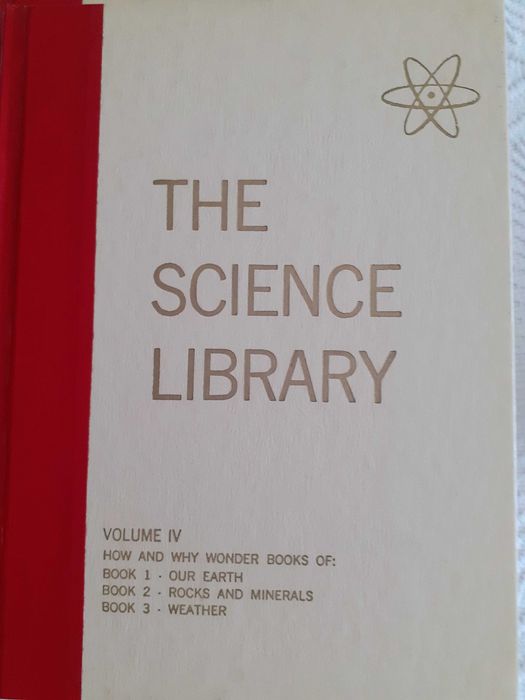 THE
SCIENCE
LIBRARY
VOLUME IV
HOW AND WHY WONDER BOOKS OF:
BOOK 1 - OUR EARTH
BOOK 2 - ROCKS AND MINERALS
BOOK 3 - WEATHER